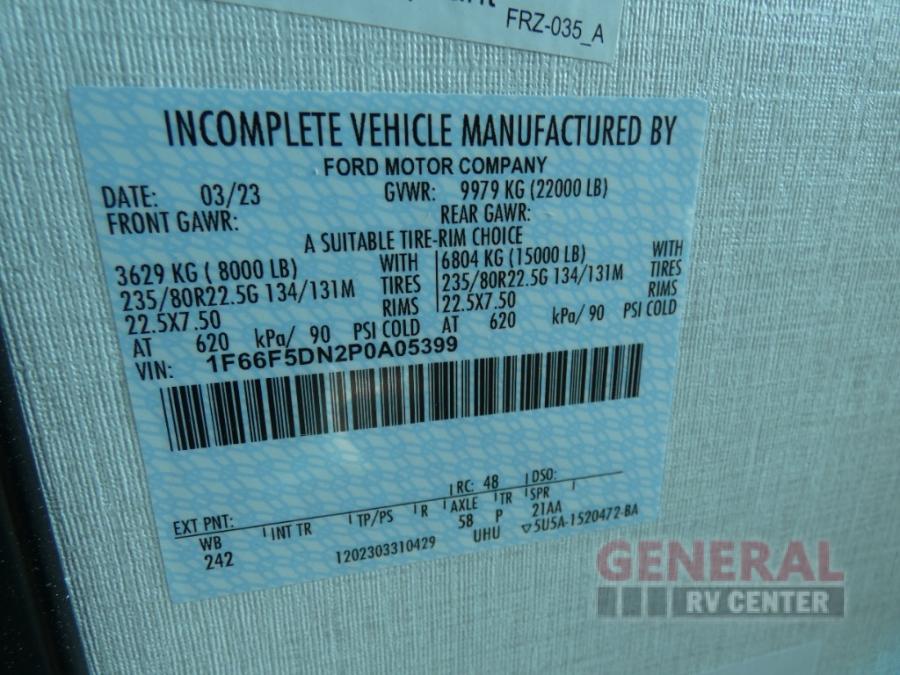 FRZ-035_A
INCOMPLETE VEHICLE MANUFACTURED BY
FORD MOTOR COMPANY
DATE: 03/23 GVWR: 9979 KG (22000 LB)
FRONT GAWR: REAR GAWR:
A SUITABLE TIRE-RIM CHOICE
3629 KG ( 8000 LB) WITH 6804 KG (15000 LB) WITH
235/80R22.5G 134/131M TIRES 235/80R22.5G 134/131M TIRES
22.5X7.50 RIMS 22.5X7.50 RIMS
AT 620 kPa/ 90 PSI COLD AT 620 kPa/ 90 PSI COLD
VIN: 1F66F5DN2P0A05399
RC: 48 DSO:
EXT PNT: INT TR TP/PS R AXLE TR SPR
WB 58 P 21AA
242 1202303310429 UHU ▽5U5A-1520472-BA
GENERAL
RV CENTER